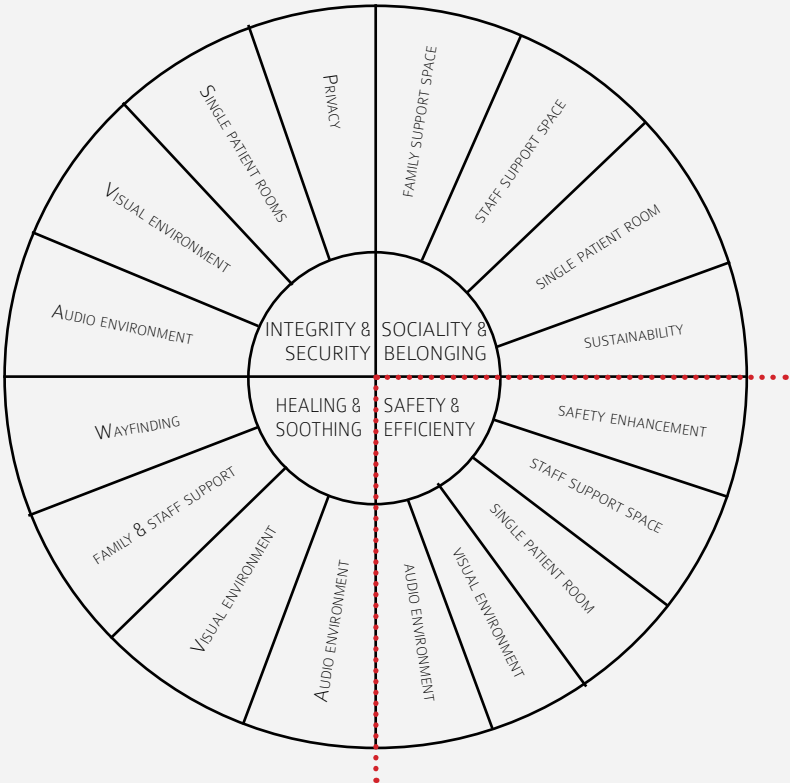 Privacy
Single patient rooms
Visual environment
Audio environment
family support space
staff support space
single patient room
sustainability
INTEGRITY &
SECURITY
SOCIALITY &
BELONGING
HEALING &
SOOTHING
SAFETY &
EFFICIENTY
Wayfinding
family & staff support
Visual environment
Audio environment
safety enhancement
staff support space
single patient room
visual environment
audio environment